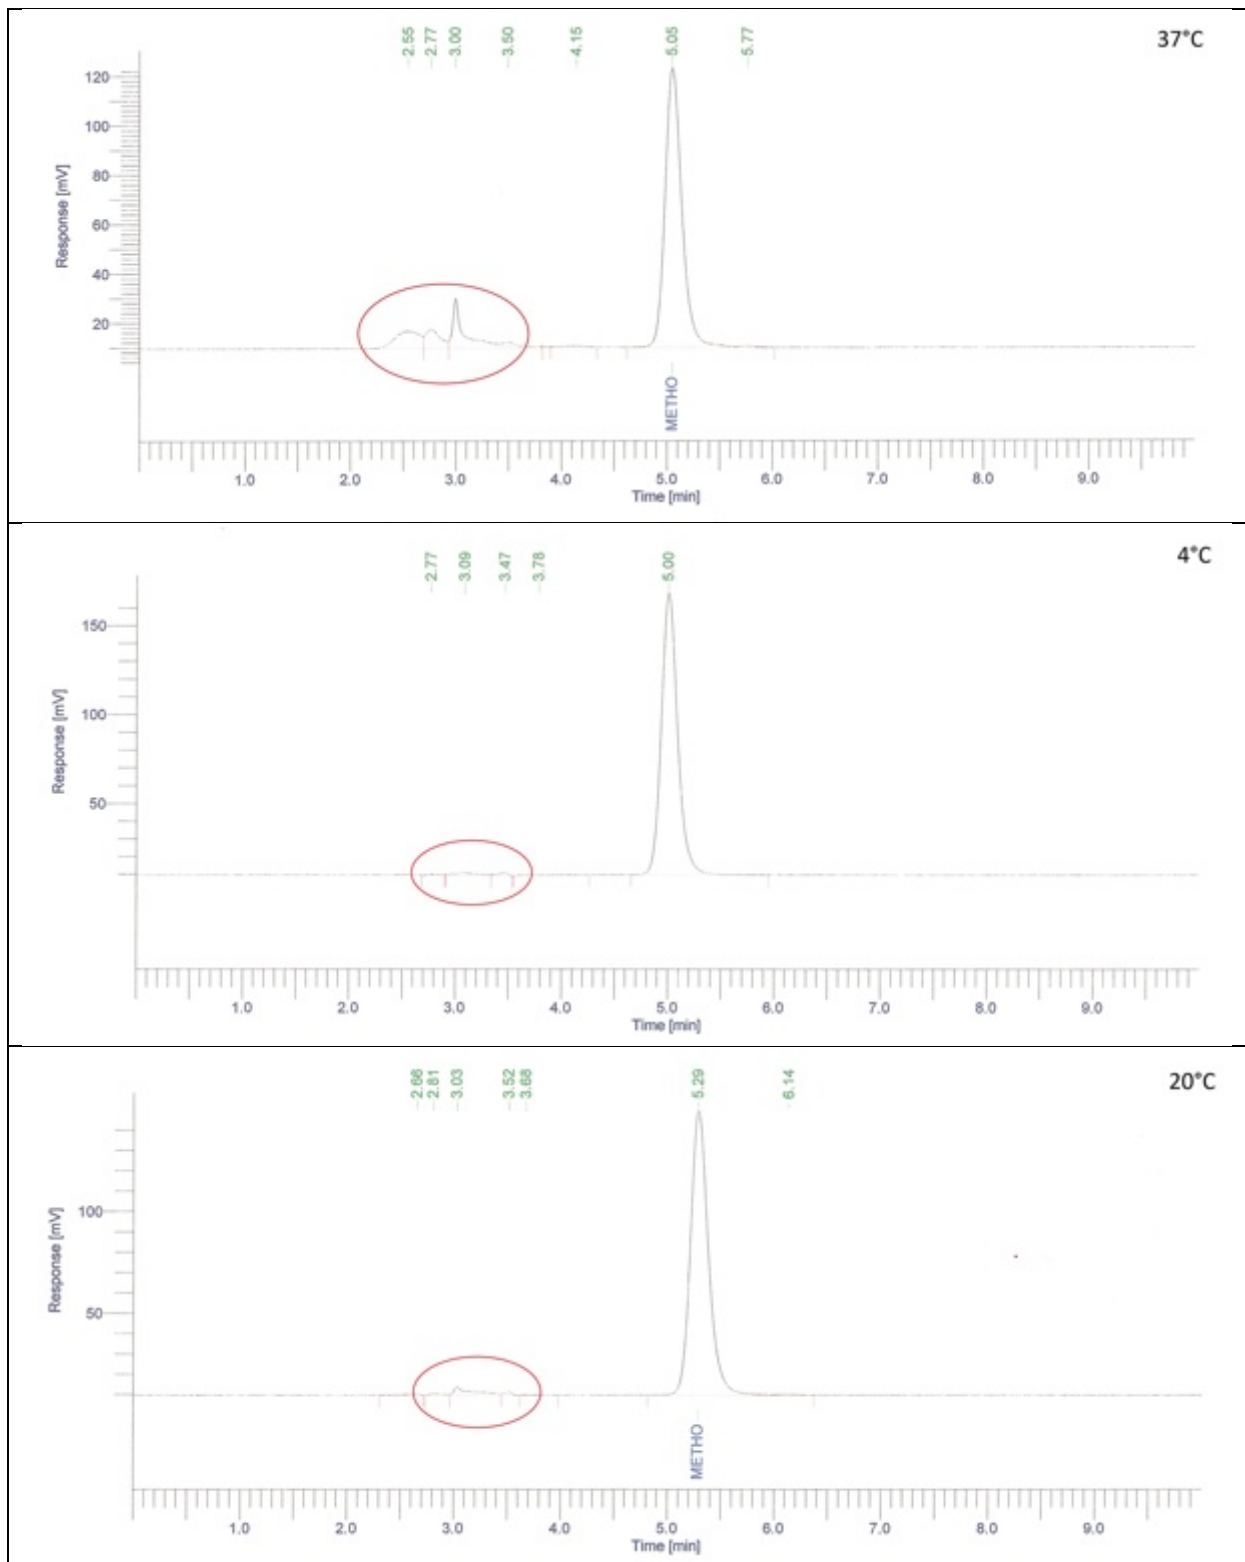 2.55 2.77 3.00 3.50 4.15 5.05 5.77
37°C
120
100
80
60
40
20
Response [mV]
METHO
1.0 2.0 3.0 4.0 5.0 6.0 7.0 8.0 9.0
Time [min]
2.77 3.09 3.47 3.78 5.00
4°C
150
100
50
Response [mV]
1.0 2.0 3.0 4.0 5.0 6.0 7.0 8.0 9.0
Time [min]
2.66 2.81 3.03 3.52 3.68 5.29 6.14
20°C
100
50
Response [mV]
METHO
1.0 2.0 3.0 4.0 5.0 6.0 7.0 8.0 9.0
Time [min]